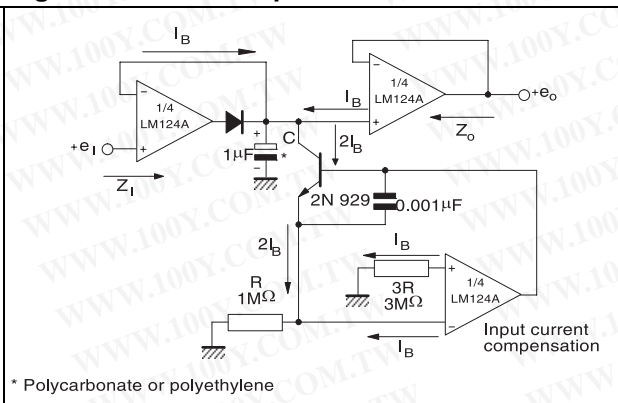 I_B
1/4
LM124A
+e_I
Z_I
+
1μF
*
C
I_B
2I_B
1/4
LM124A
+e_o
Z_o
2N 929
0.001μF
2I_B
R
1MΩ
I_B
3R
3MΩ
1/4
LM124A
I_B
Input current
compensation
* Polycarbonate or polyethylene
WWW.100Y.COM.TW